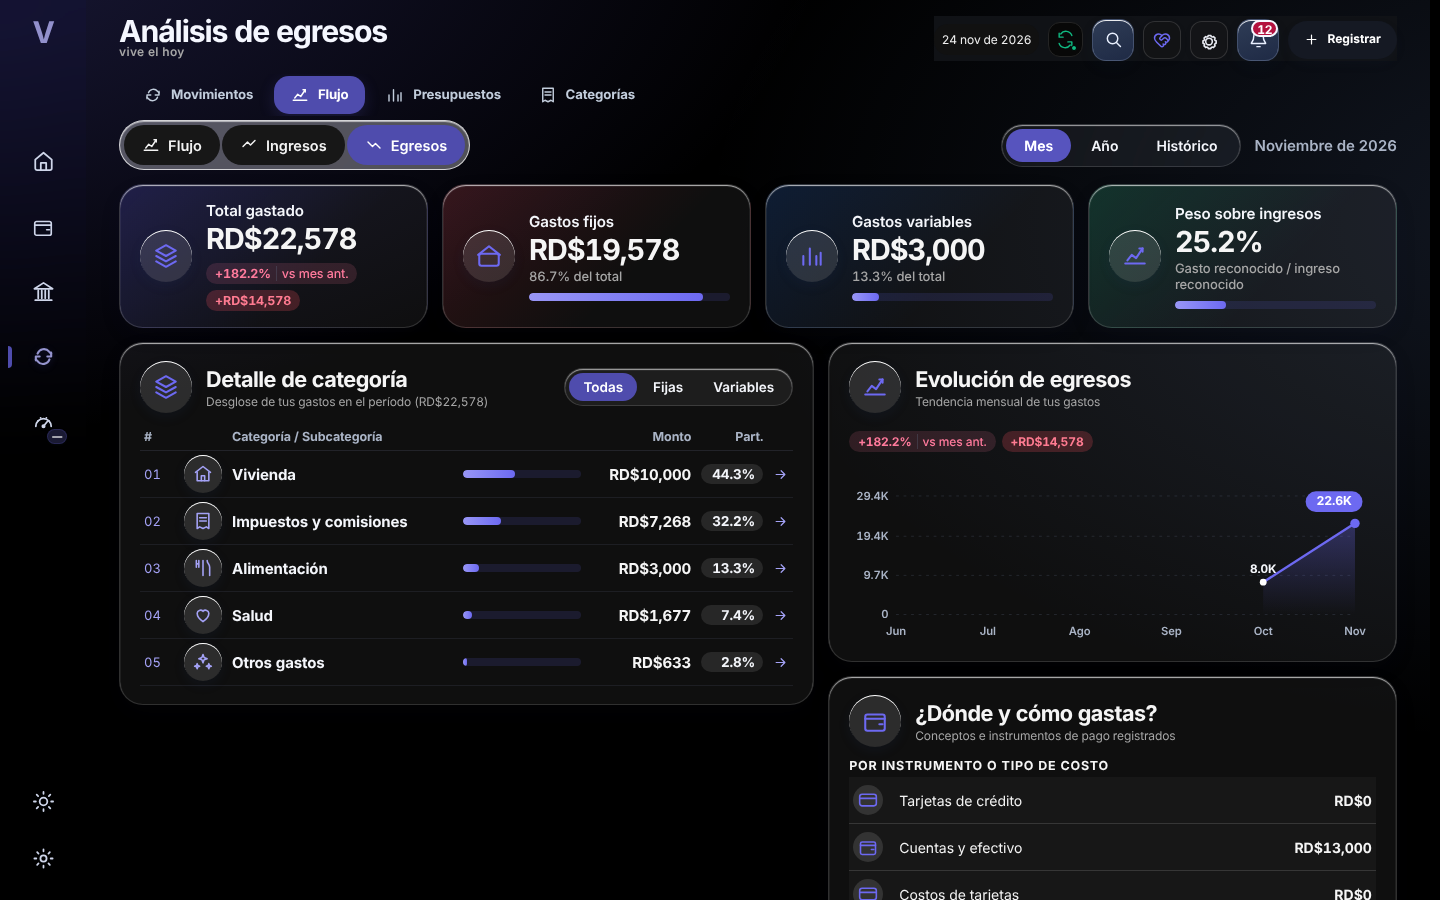 V
Análisis de egresos
vive el hoy
24 nov de 2026
12
Registrar
Movimientos
Flujo
Presupuestos
Categorías
Flujo
Ingresos
Egresos
Mes
Año
Histórico
Noviembre de 2026
Total gastado
RD$22,578
+182.2% vs mes ant.
+RD$14,578
Gastos fijos
RD$19,578
86.7% del total
Gastos variables
RD$3,000
13.3% del total
Peso sobre ingresos
25.2%
Gasto reconocido / ingreso
reconocido
Detalle de categoría
Desglose de tus gastos en el período (RD$22,578)
Todas
Fijas
Variables
# Categoría / Subcategoría Monto Part.
01 Vivienda RD$10,000 44.3% →
02 Impuestos y comisiones RD$7,268 32.2% →
03 Alimentación RD$3,000 13.3% →
04 Salud RD$1,677 7.4% →
05 Otros gastos RD$633 2.8% →
Evolución de egresos
Tendencia mensual de tus gastos
+182.2% vs mes ant.
+RD$14,578
29.4K
22.6K
19.4K
9.7K
8.0K
0
Jun Jul Ago Sep Oct Nov
¿Dónde y cómo gastas?
Conceptos e instrumentos de pago registrados
POR INSTRUMENTO O TIPO DE COSTO
Tarjetas de crédito RD$0
Cuentas y efectivo RD$13,000
Costos de tarjetas RD$0